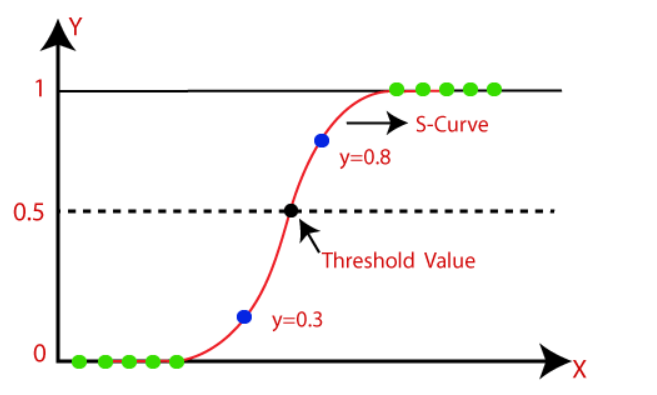 Y
1
S-Curve
y=0.8
0.5
Threshold Value
y=0.3
0
X